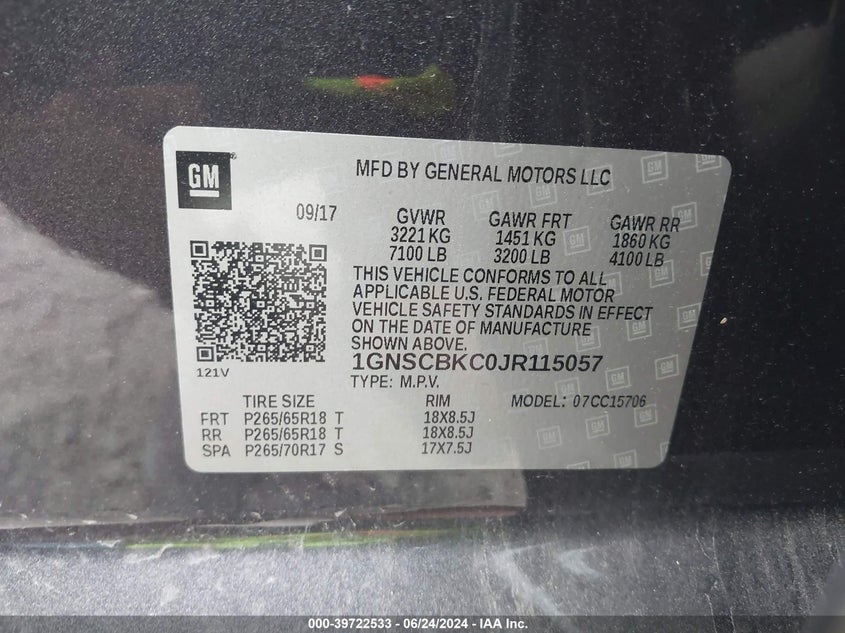 GM
MFD BY GENERAL MOTORS LLC
09/17 GVWR GAWR FRT GAWR RR
3221 KG 1451 KG 1860 KG
7100 LB 3200 LB 4100 LB
THIS VEHICLE CONFORMS TO ALL
APPLICABLE U.S. FEDERAL MOTOR
VEHICLE SAFETY STANDARDS IN EFFECT
ON THE DATE OF MANUFACTURE
SHOWN ABOVE.
1GNSCBKC0JR115057
121V
TYPE: M.P.V.
TIRE SIZE RIM MODEL: 07CC15706
FRT P265/65R18 T 18X8.5J
RR P265/65R18 T 18X8.5J
SPA P265/70R17 S 17X7.5J
000-39722533 - 06/24/2024 - IAA Inc.